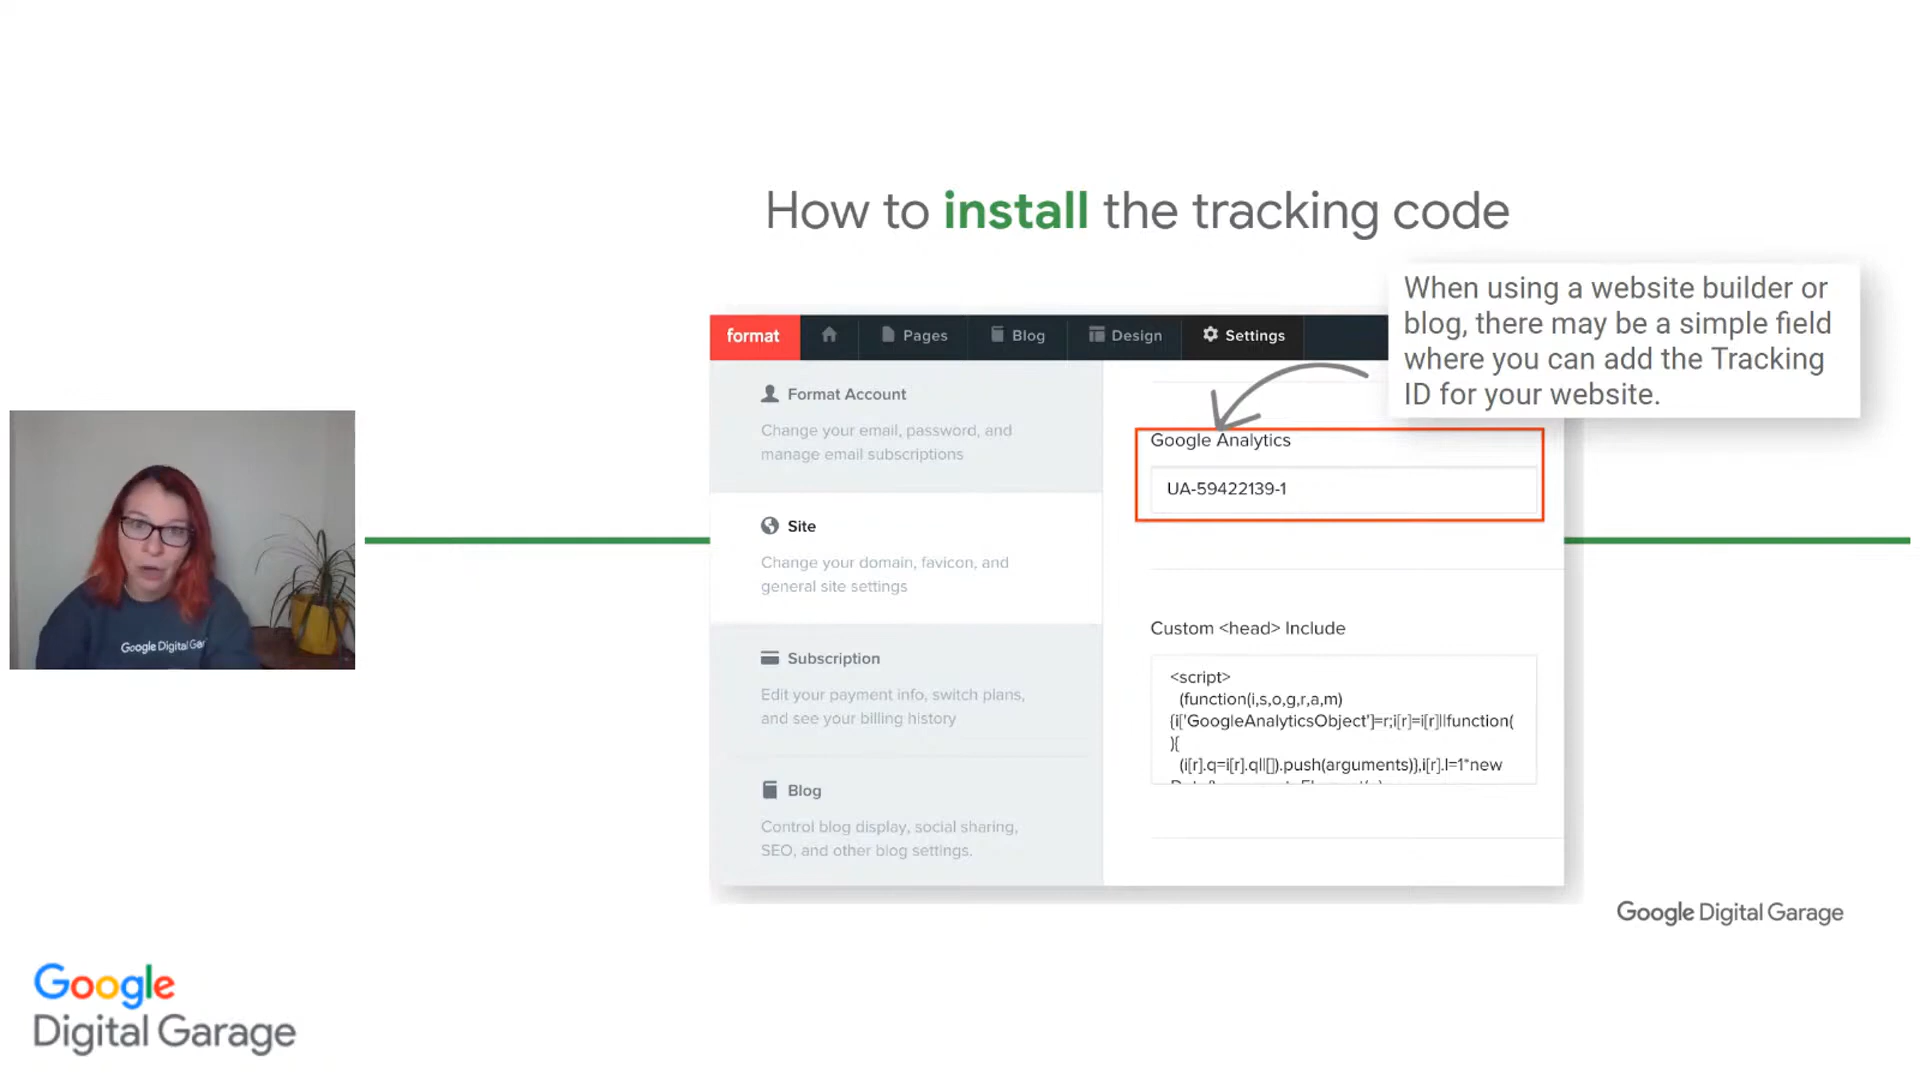 How to install the tracking code
When using a website builder or
blog, there may be a simple field
where you can add the Tracking
ID for your website.
format
Pages
Blog
Design
Settings
Format Account
Change your email, password, and
manage email subscriptions
Site
Change your domain, favicon, and
general site settings
Subscription
Edit your payment info, switch plans,
and see your billing history
Blog
Control blog display, social sharing,
SEO, and other blog settings.
Google Analytics
UA-59422139-1
Custom <head> Include
<script>
(function(i,s,o,g,r,a,m)
{i['GoogleAnalyticsObject']=r;i[r]=i[r]||function(
){
(i[r].q=i[r].q||[]).push(arguments)},i[r].l=1*new
Google Digital Gar
Google Digital Garage
Google
Digital Garage